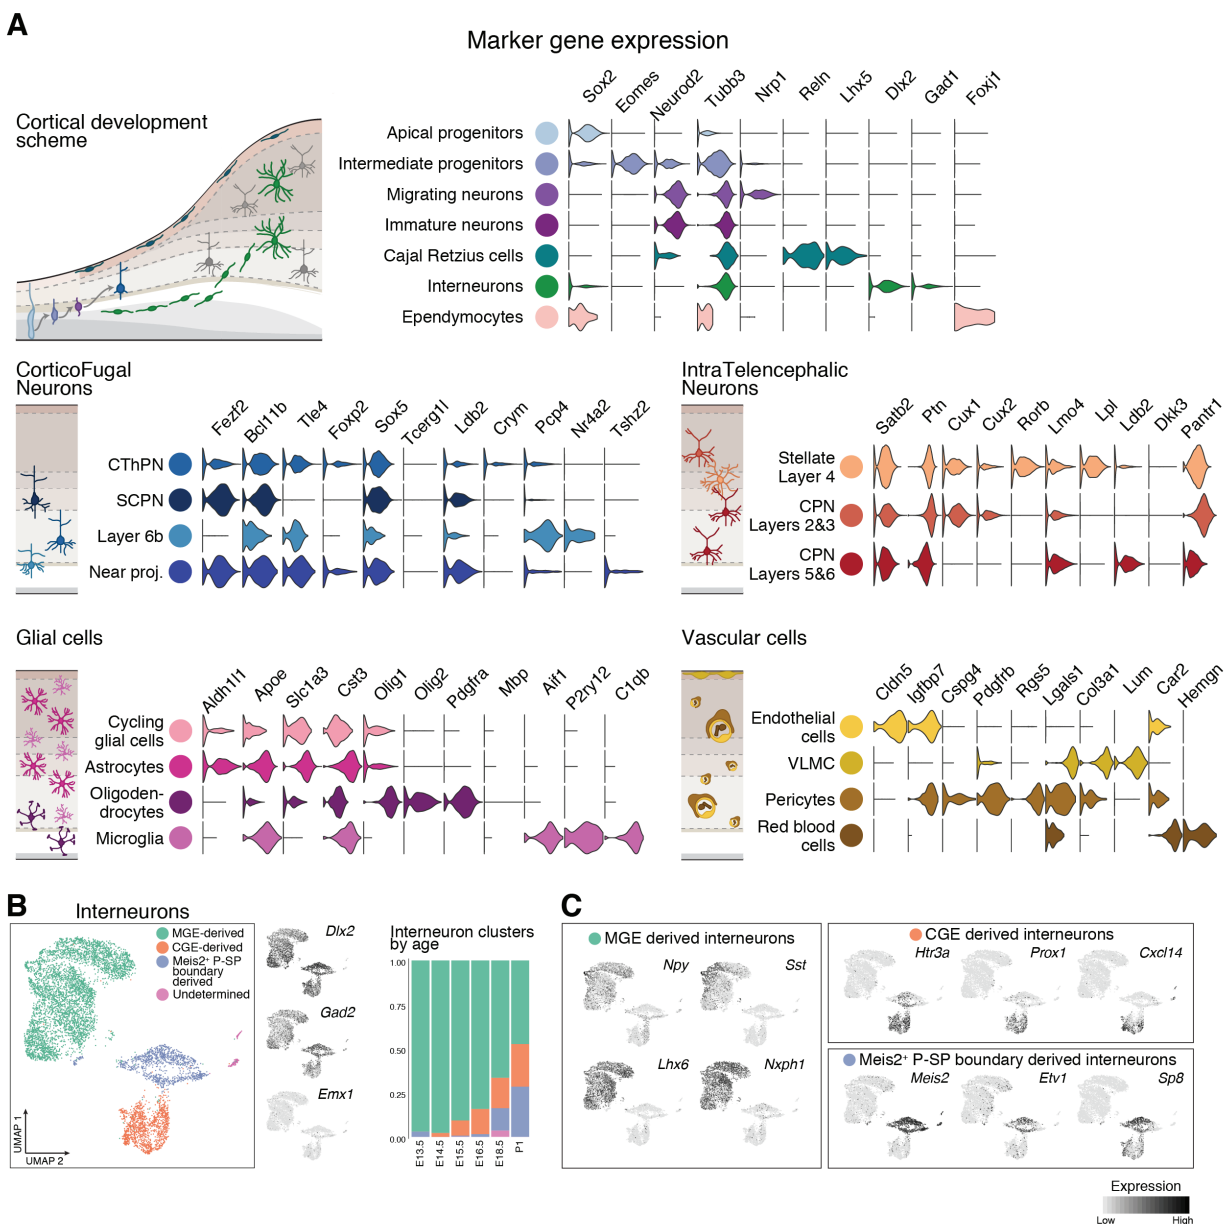 A
Marker gene expression
Cortical development
scheme
Sox2
Eomes
Neurod2
Tubb3
Nrp1
Reln
Lhx5
Dlx2
Gad1
Foxj1
Apical progenitors
Intermediate progenitors
Migrating neurons
Immature neurons
Cajal Retzius cells
Interneurons
Ependymocytes
CorticoFugal
Neurons
Fezf2
Bcl11b
Tle4
Foxp2
Sox5
Tcerg1l
Ldb2
Crym
Pcp4
Nr4a2
Tshz2
CThPN
SCPN
Layer 6b
Near proj.
IntraTelencephalic
Neurons
Satb2
Ptn
Cux1
Cux2
Rorb
Lmo4
Lpl
Ldb2
Dkk3
Pantr1
Stellate
Layer 4
CPN
Layers 2&3
CPN
Layers 5&6
Glial cells
Aldh1l1
Apoe
Slc1a3
Cst3
Olig1
Olig2
Pdgfra
Mbp
Aif1
P2ry12
C1qb
Cycling
glial cells
Astrocytes
Oligoden-
drocytes
Microglia
Vascular cells
Cldn5
Igfbp7
Cspg4
Pdgfrb
Rgs5
Lgals1
Col3a1
Lum
Car2
Hemgn
Endothelial
cells
VLMC
Pericytes
Red blood
cells
B
Interneurons
MGE-derived
CGE-derived
Meis2⁺ P-SP
boundary
derived
Undetermined
UMAP 1
UMAP 2
Dlx2
Gad2
Emx1
Interneuron clusters
by age
1.00
0.75
0.50
0.25
0.00
E13.5
E14.5
E15.5
E16.5
E18.5
P1
C
MGE derived interneurons
Npy
Sst
Lhx6
Nxph1
CGE derived interneurons
Htr3a
Prox1
Cxcl14
Meis2⁺ P-SP boundary derived interneurons
Meis2
Etv1
Sp8
Expression
Low
High